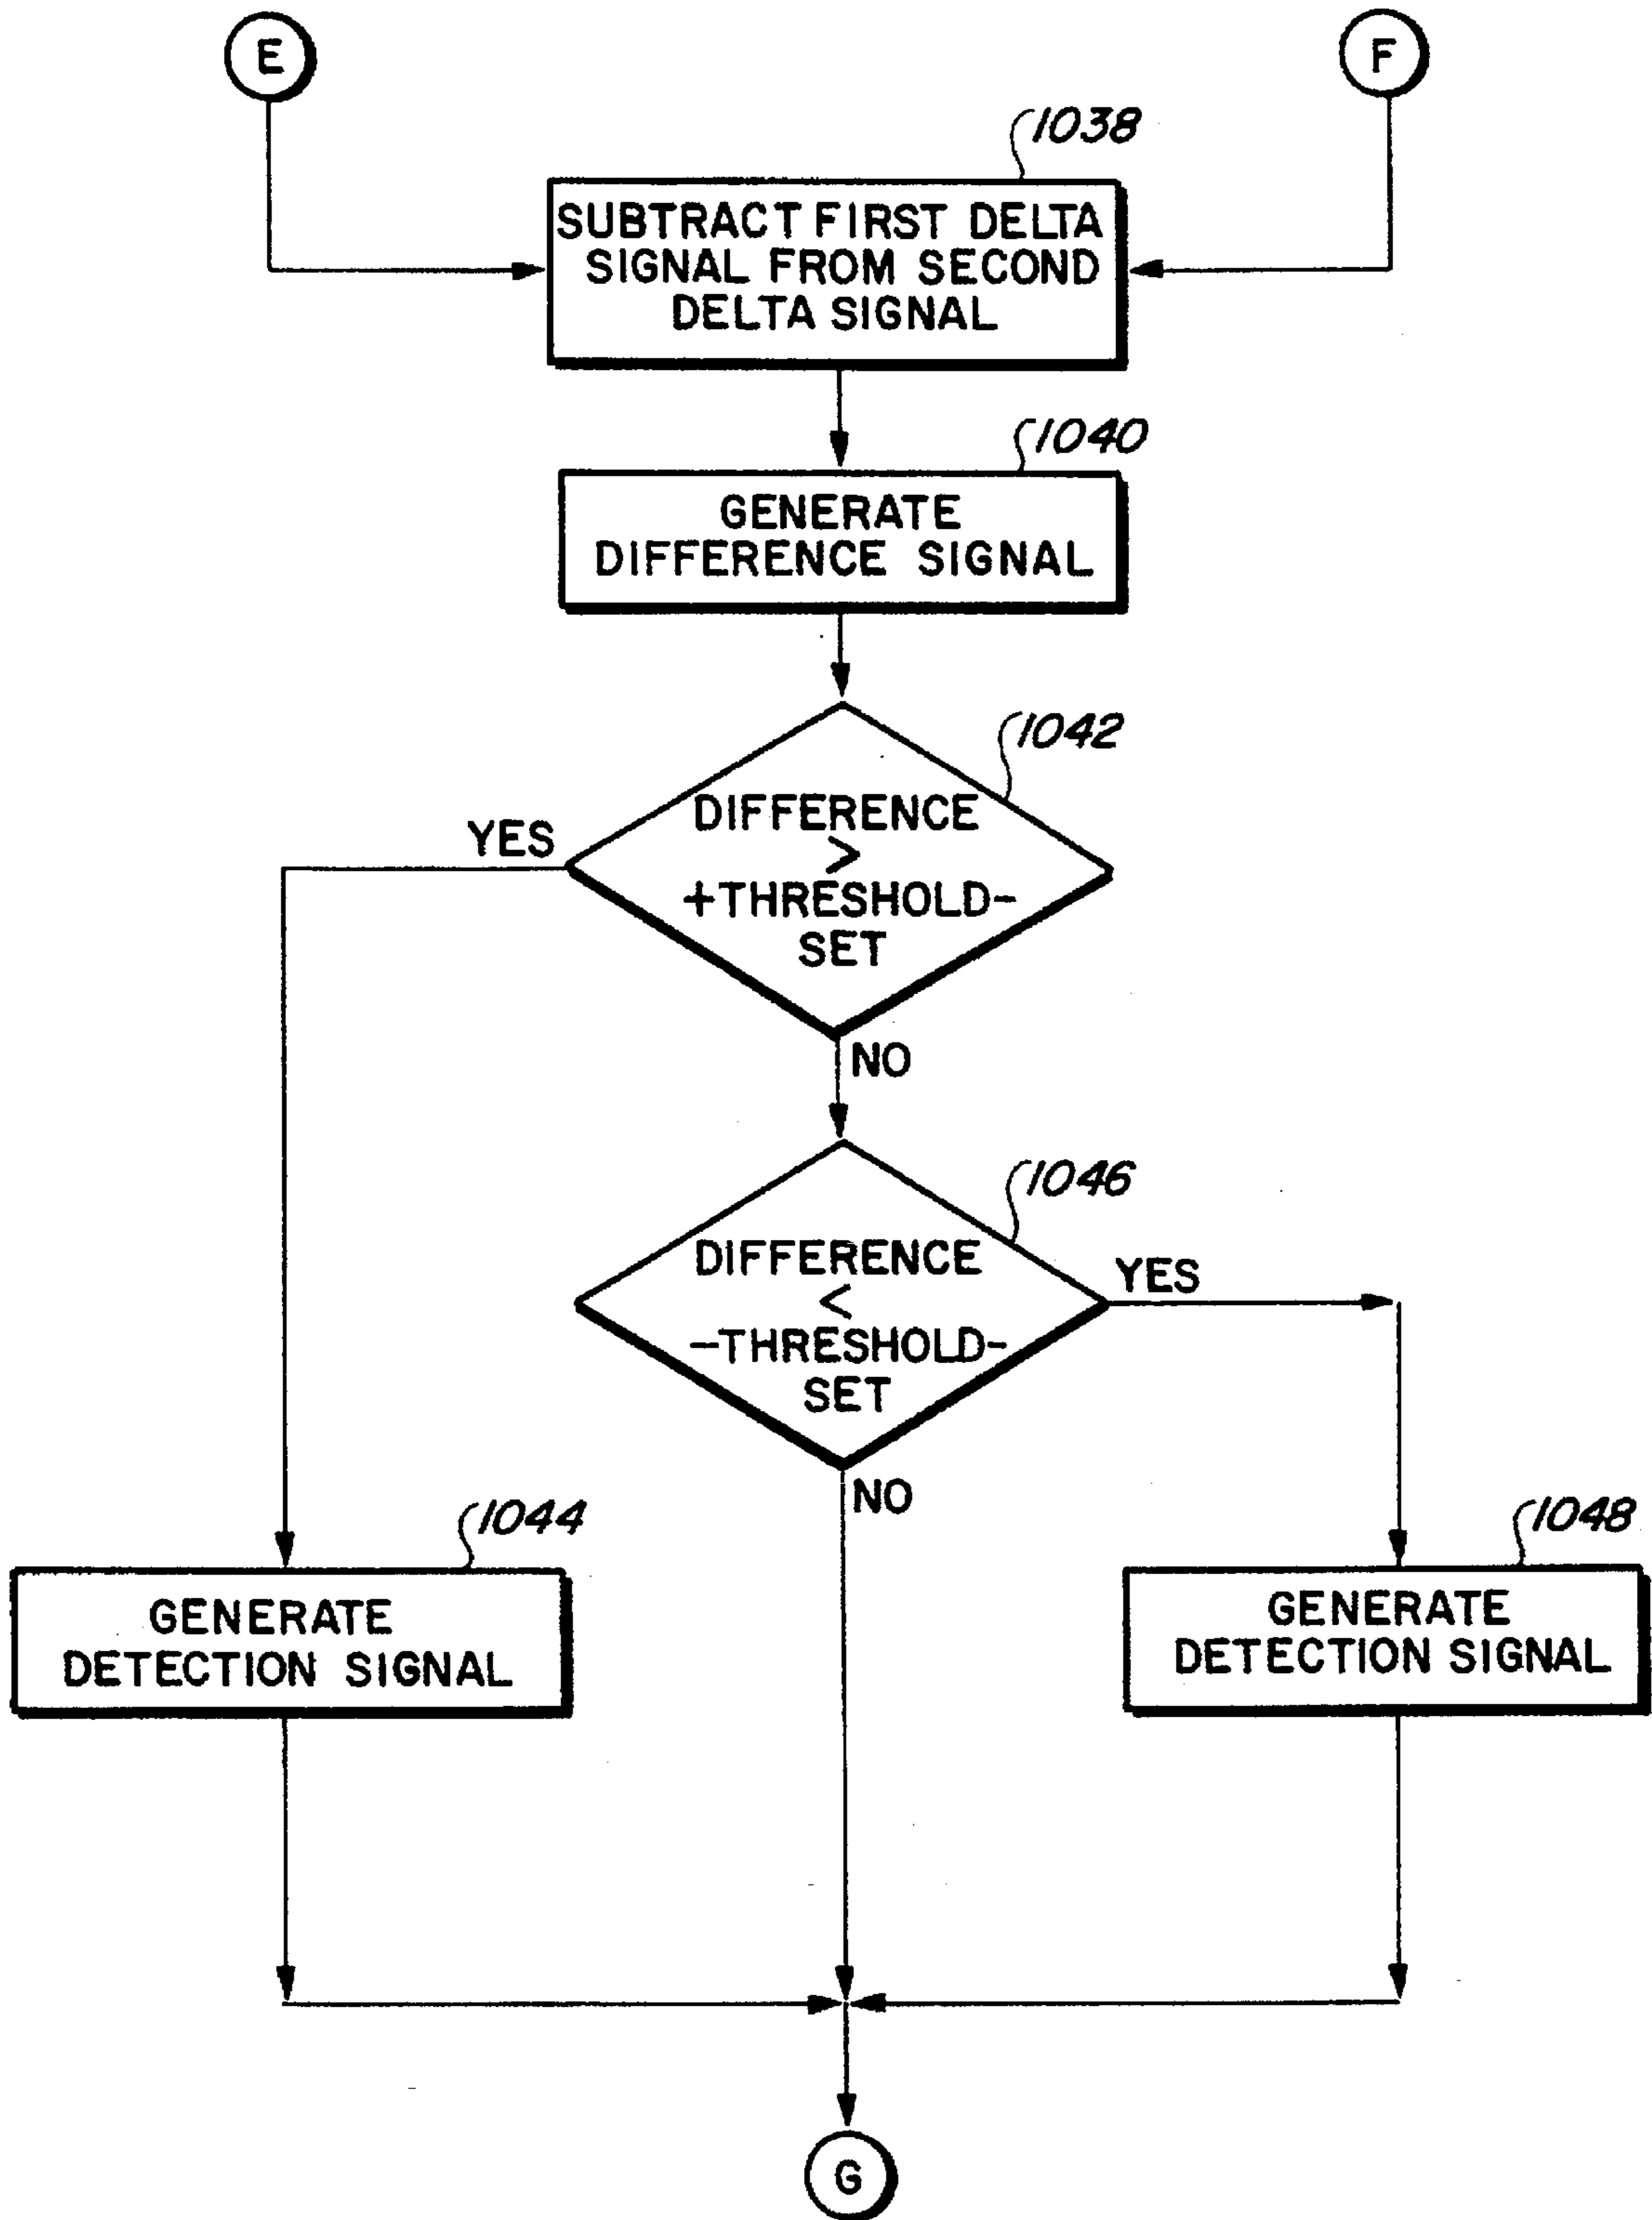 E
F
1038
SUBTRACT FIRST DELTA
SIGNAL FROM SECOND
DELTA SIGNAL
1040
GENERATE
DIFFERENCE SIGNAL
1042
DIFFERENCE
>
+THRESHOLD-
SET
YES
NO
1046
DIFFERENCE
<
-THRESHOLD-
SET
YES
NO
1044
GENERATE
DETECTION SIGNAL
1048
GENERATE
DETECTION SIGNAL
G